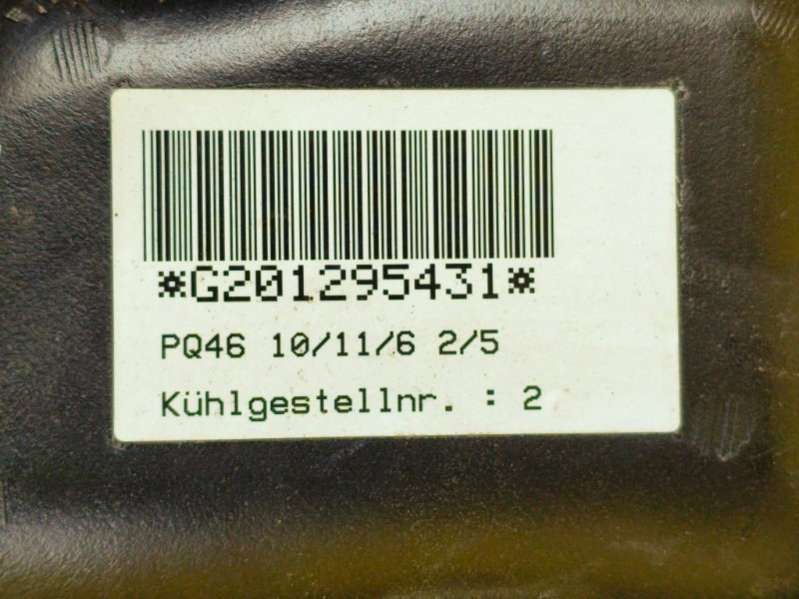 *G201295431*
PQ46 10/11/6 2/5
Kühlgestellnr. : 2